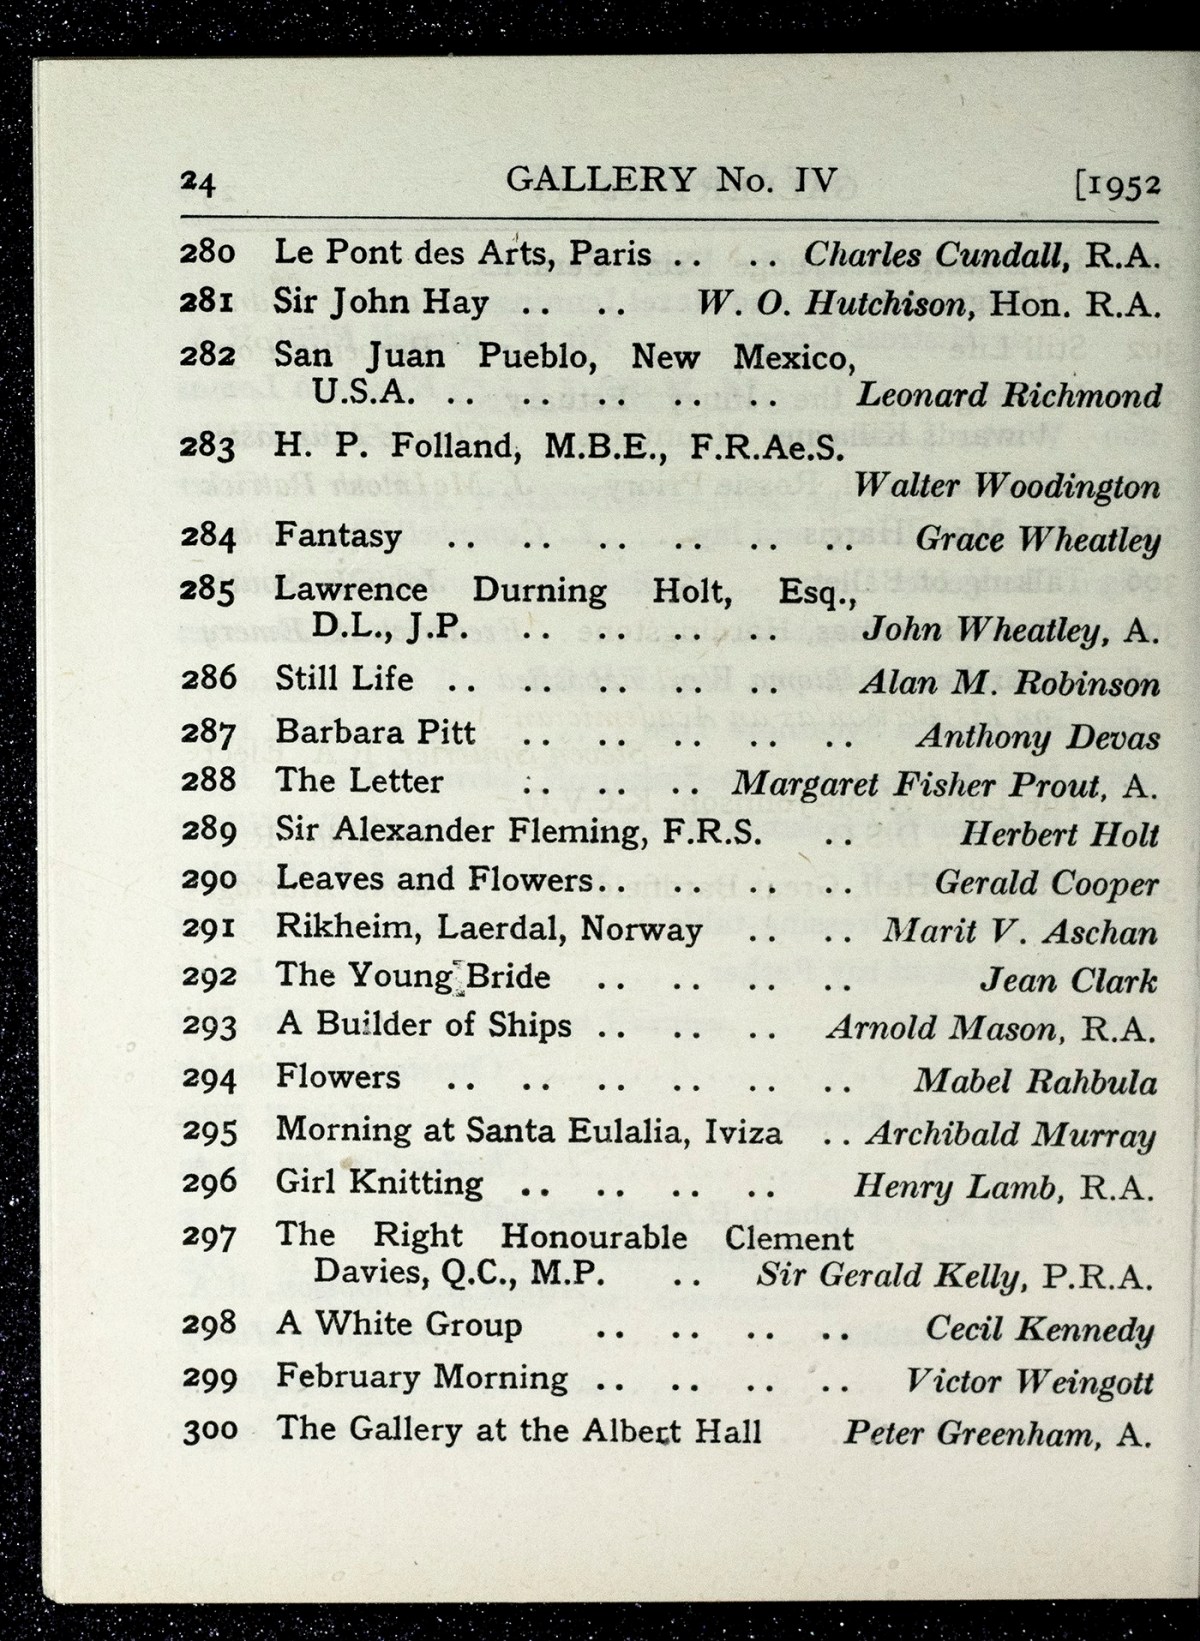 24 GALLERY No. IV [1952
280 Le Pont des Arts, Paris .. .. Charles Cundall, R.A.
281 Sir John Hay .. .. W. O. Hutchison, Hon. R.A.
282 San Juan Pueblo, New Mexico,
U.S.A. .. .. .. .. .. Leonard Richmond
283 H. P. Folland, M.B.E., F.R.Ae.S.
Walter Woodington
284 Fantasy .. .. .. .. .. .. Grace Wheatley
285 Lawrence Durning Holt, Esq.,
D.L., J.P. .. .. .. .. John Wheatley, A.
286 Still Life .. .. .. .. .. Alan M. Robinson
287 Barbara Pitt .. .. .. .. .. Anthony Devas
288 The Letter .. .. .. Margaret Fisher Prout, A.
289 Sir Alexander Fleming, F.R.S. .. Herbert Holt
290 Leaves and Flowers.. .. .. .. Gerald Cooper
291 Rikheim, Laerdal, Norway .. .. Marit V. Aschan
292 The Young Bride .. .. .. .. Jean Clark
293 A Builder of Ships .. .. .. Arnold Mason, R.A.
294 Flowers .. .. .. .. .. .. Mabel Rahbula
295 Morning at Santa Eulalia, Iviza .. Archibald Murray
296 Girl Knitting .. .. .. .. Henry Lamb, R.A.
297 The Right Honourable Clement
Davies, Q.C., M.P. .. Sir Gerald Kelly, P.R.A.
298 A White Group .. .. .. .. Cecil Kennedy
299 February Morning .. .. .. .. Victor Weingott
300 The Gallery at the Albert Hall Peter Greenham, A.